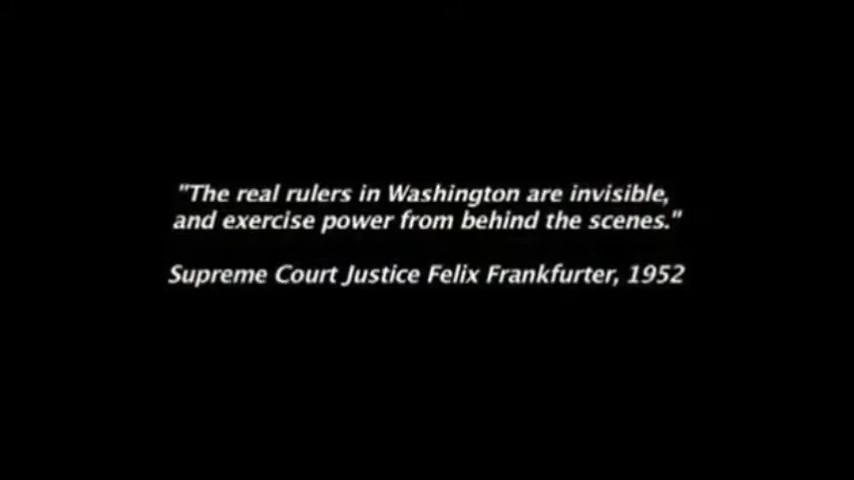 "The real rulers in Washington are invisible,
and exercise power from behind the scenes."
Supreme Court Justice Felix Frankfurter, 1952